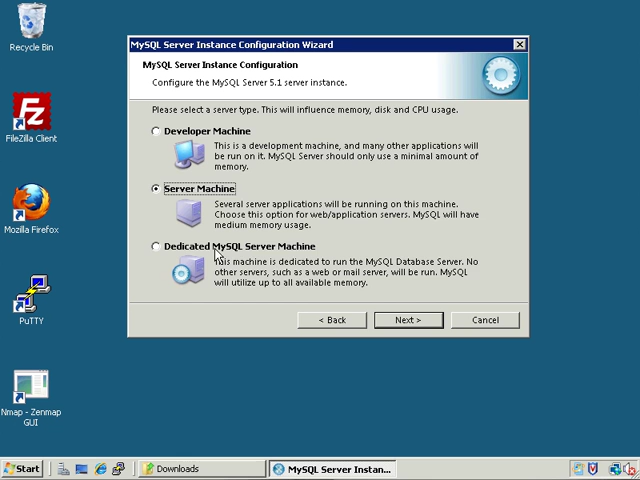 Recycle Bin
FileZilla Client
Mozilla Firefox
PuTTY
Nmap - Zenmap
GUI
MySQL Server Instance Configuration Wizard
MySQL Server Instance Configuration
Configure the MySQL Server 5.1 server instance.
Please select a server type. This will influence memory, disk and CPU usage.
Developer Machine
This is a development machine, and many other applications will
be run on it. MySQL Server should only use a minimal amount of
memory.
Server Machine
Several server applications will be running on this machine.
Choose this option for web/application servers. MySQL will have
medium memory usage.
Dedicated MySQL Server Machine
This machine is dedicated to run the MySQL Database Server. No
other servers, such as a web or mail server, will be run. MySQL
will utilize up to all available memory.
< Back
Next >
Cancel
Start
Downloads
MySQL Server Instan...